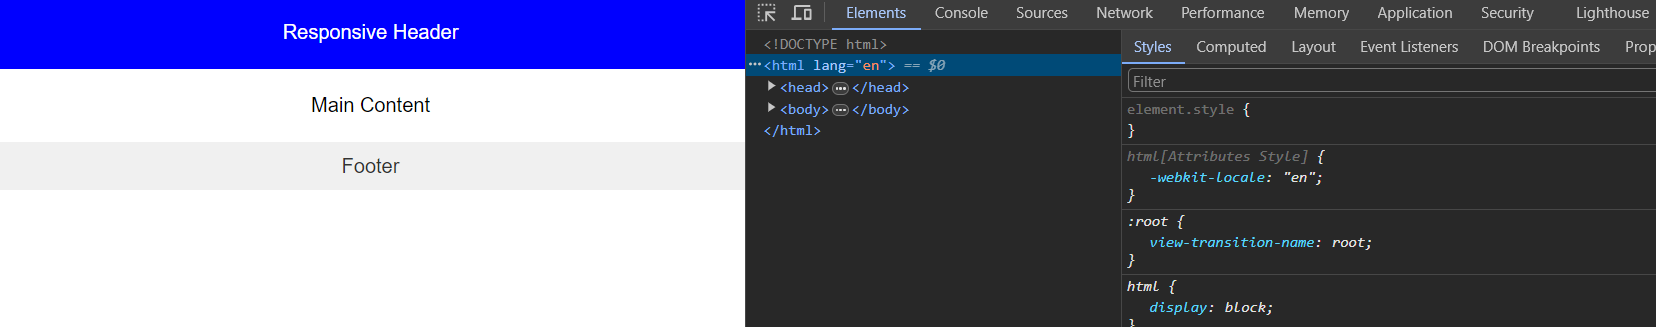 Responsive Header
Main Content
Footer
Elements Console Sources Network Performance Memory Application Security Lighthouse
<!DOCTYPE html>
<html lang="en"> == $0
<head> </head>
<body> </body>
</html>
Styles Computed Layout Event Listeners DOM Breakpoints Prop
Filter
element.style {
}
html[Attributes Style] {
-webkit-locale: "en";
}
:root {
view-transition-name: root;
}
html {
display: block;
}